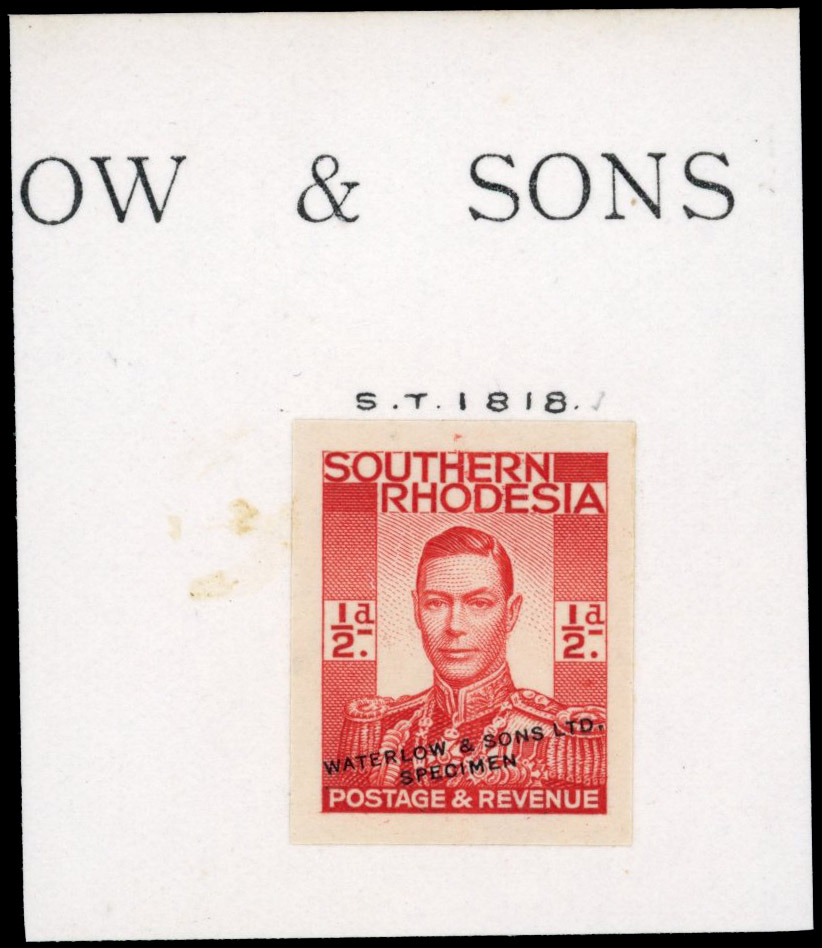 OW & SONS
S.T.1818.
SOUTHERN
RHODESIA
1/2d. 1/2d.
WATERLOW & SONS LTD.
SPECIMEN
POSTAGE & REVENUE